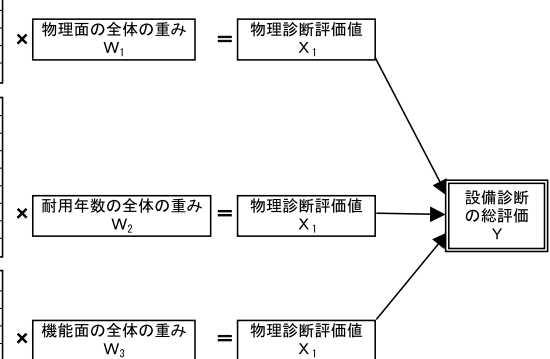 × 物理面の全体の重み W₁ = 物理診断評価値 X₁
× 耐用年数の全体の重み W₂ = 物理診断評価値 X₁
設備診断
の総評価
Y
× 機能面の全体の重み W₃ = 物理診断評価値 X₁